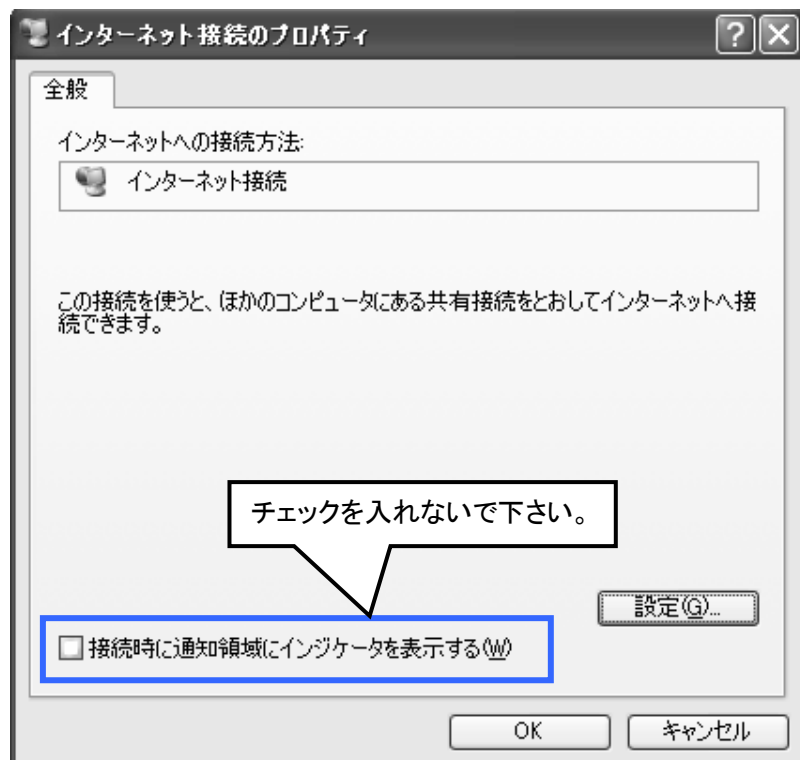 インターネット接続のプロパティ
全般
インターネットへの接続方法:
インターネット接続
この接続を使うと、ほかのコンピュータにある共有接続をとおしてインターネットへ接
続できます。
チェックを入れないで下さい。
設定(G)...
接続時に通知領域にインジケータを表示する(W)
OK
キャンセル